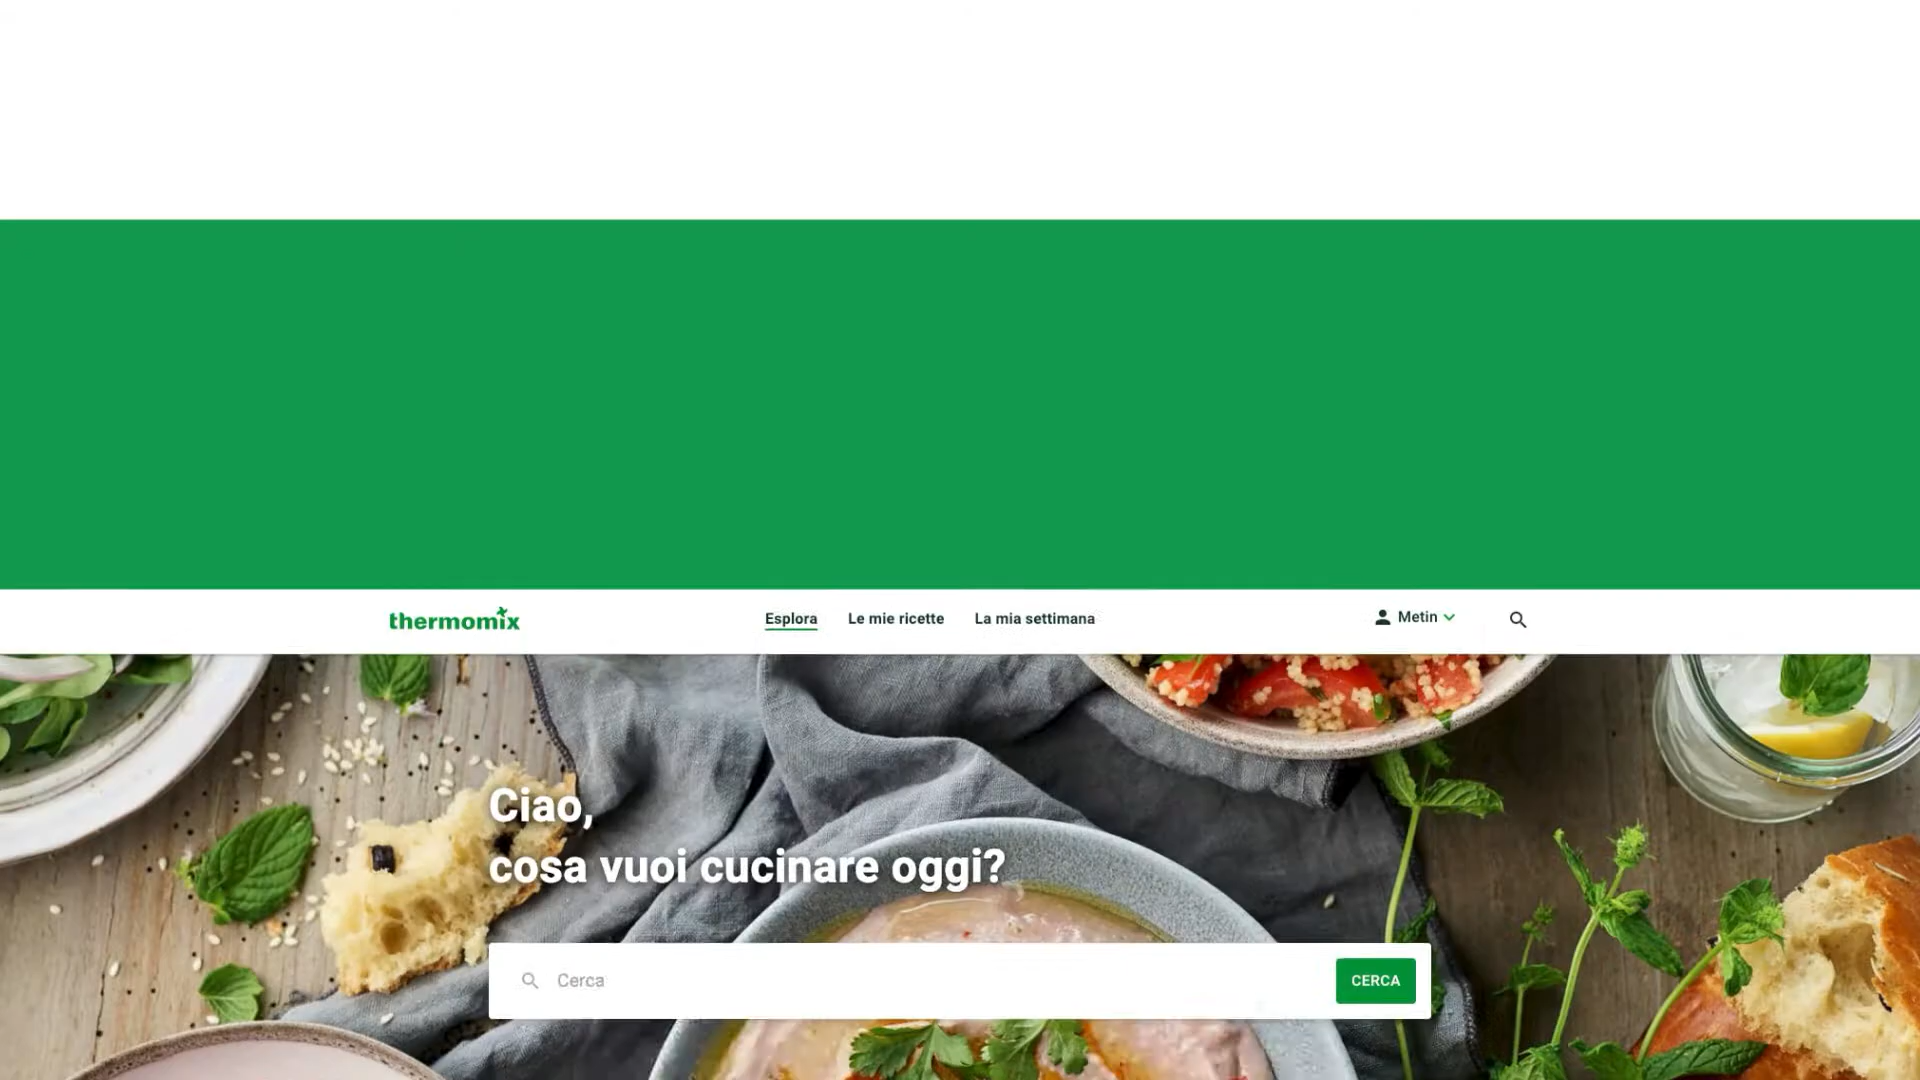 thermomix
Esplora
Le mie ricette
La mia settimana
Metin
Ciao,
cosa vuoi cucinare oggi?
Cerca
CERCA